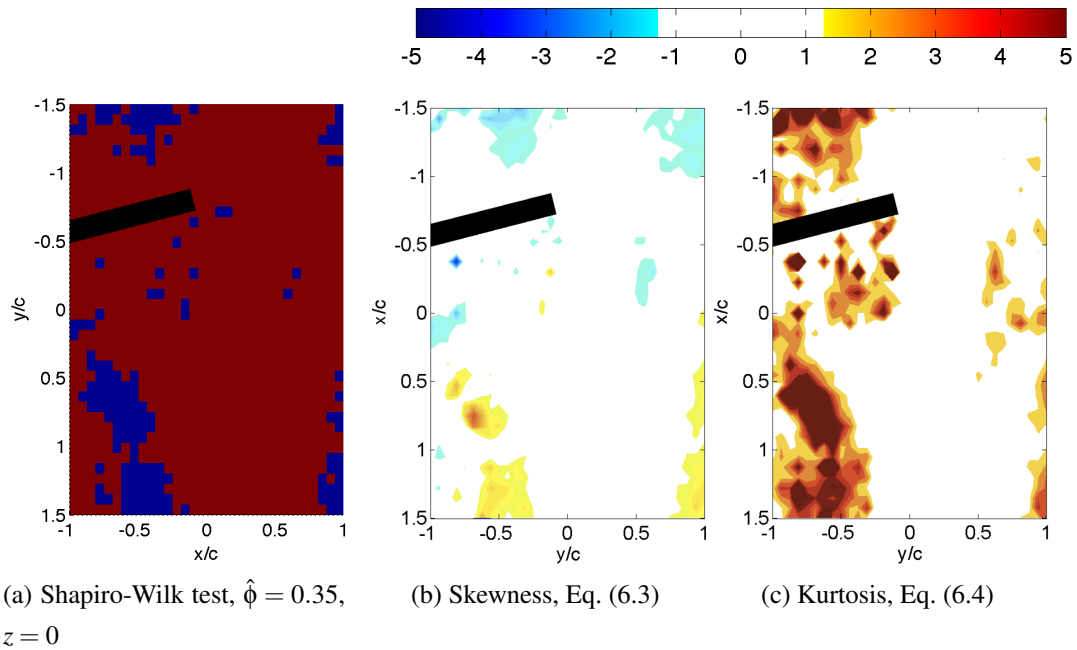 -5 -4 -3 -2 -1 0 1 2 3 4 5
-1.5
-1
-0.5
0
0.5
1
1.5
y/c
-1 -0.5 0 0.5 1
x/c
-1.5
-1
-0.5
0
0.5
1
1.5
x/c
-1 -0.5 0 0.5 1
y/c
-1.5
-1
-0.5
0
0.5
1
1.5
x/c
-1 -0.5 0 0.5 1
y/c
(a) Shapiro-Wilk test, ϕ̂ = 0.35,
z = 0
(b) Skewness, Eq. (6.3)
(c) Kurtosis, Eq. (6.4)